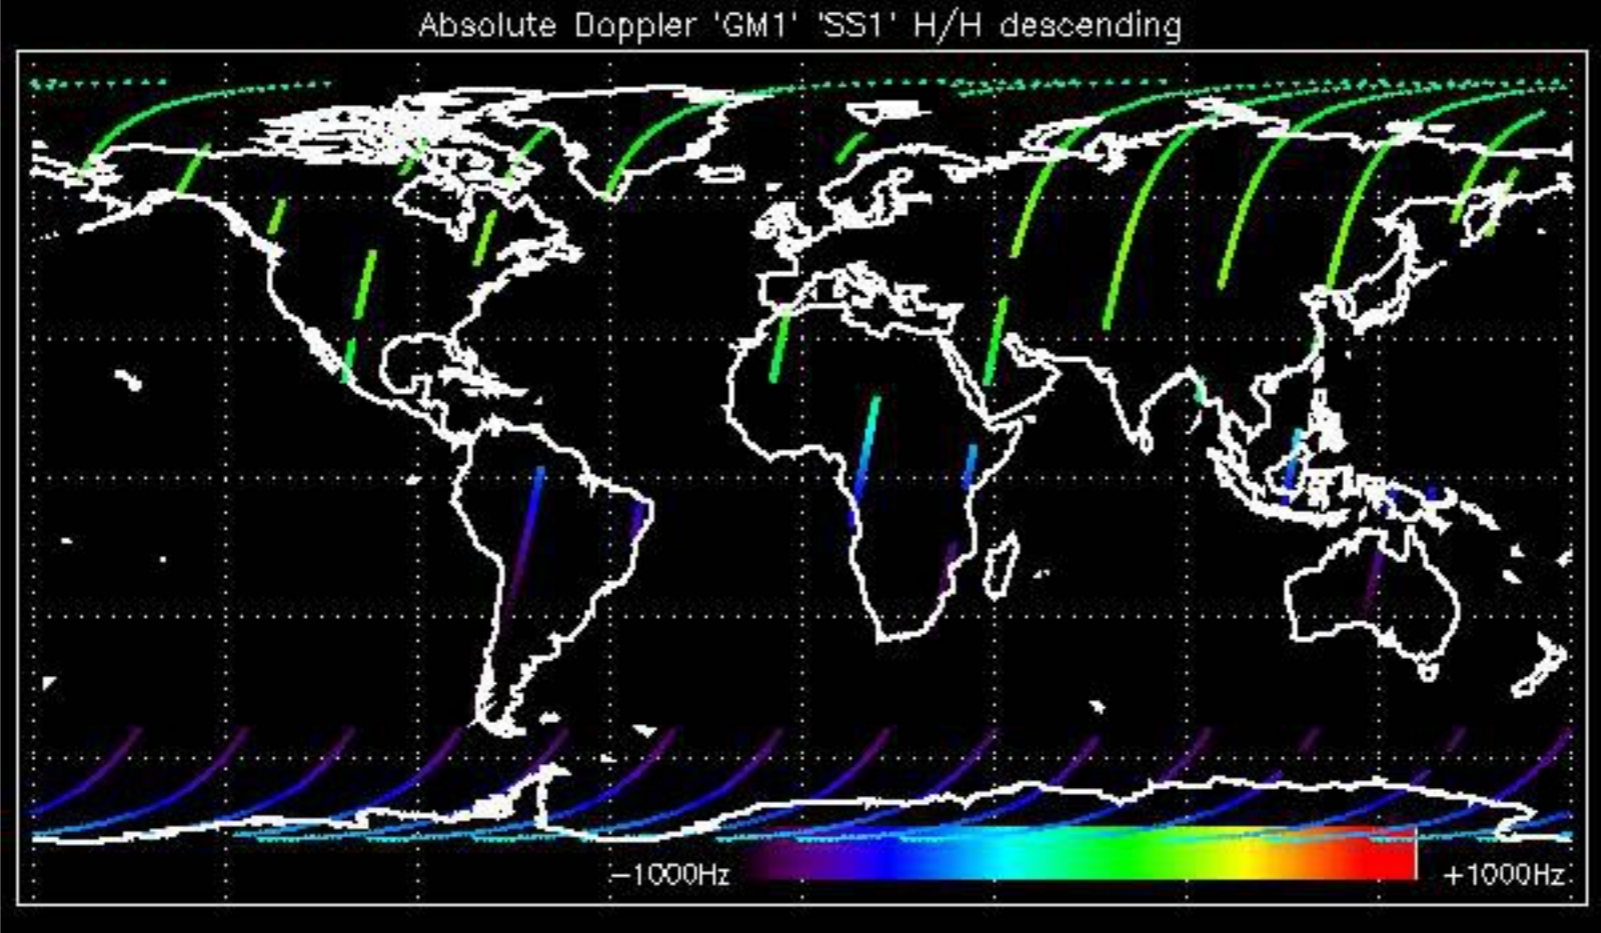 Absolute Doppler 'GM1' 'SS1' H/H descending
−1000Hz +1000Hz